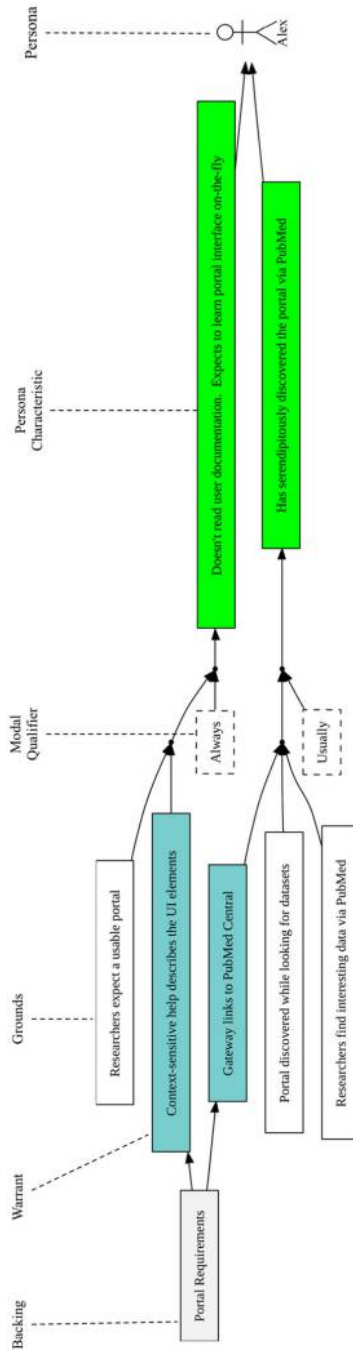 Backing
Warrant
Grounds
Modal
Qualifier
Persona
Characteristic
Persona
Researchers expect a usable portal
Context-sensitive help describes the UI elements
Always
Doesn't read user documentation. Expects to learn portal interface on-the-fly
Portal Requirements
Gateway links to PubMed Central
Portal discovered while looking for datasets
Researchers find interesting data via PubMed
Usually
Has serendipitously discovered the portal via PubMed
Alex